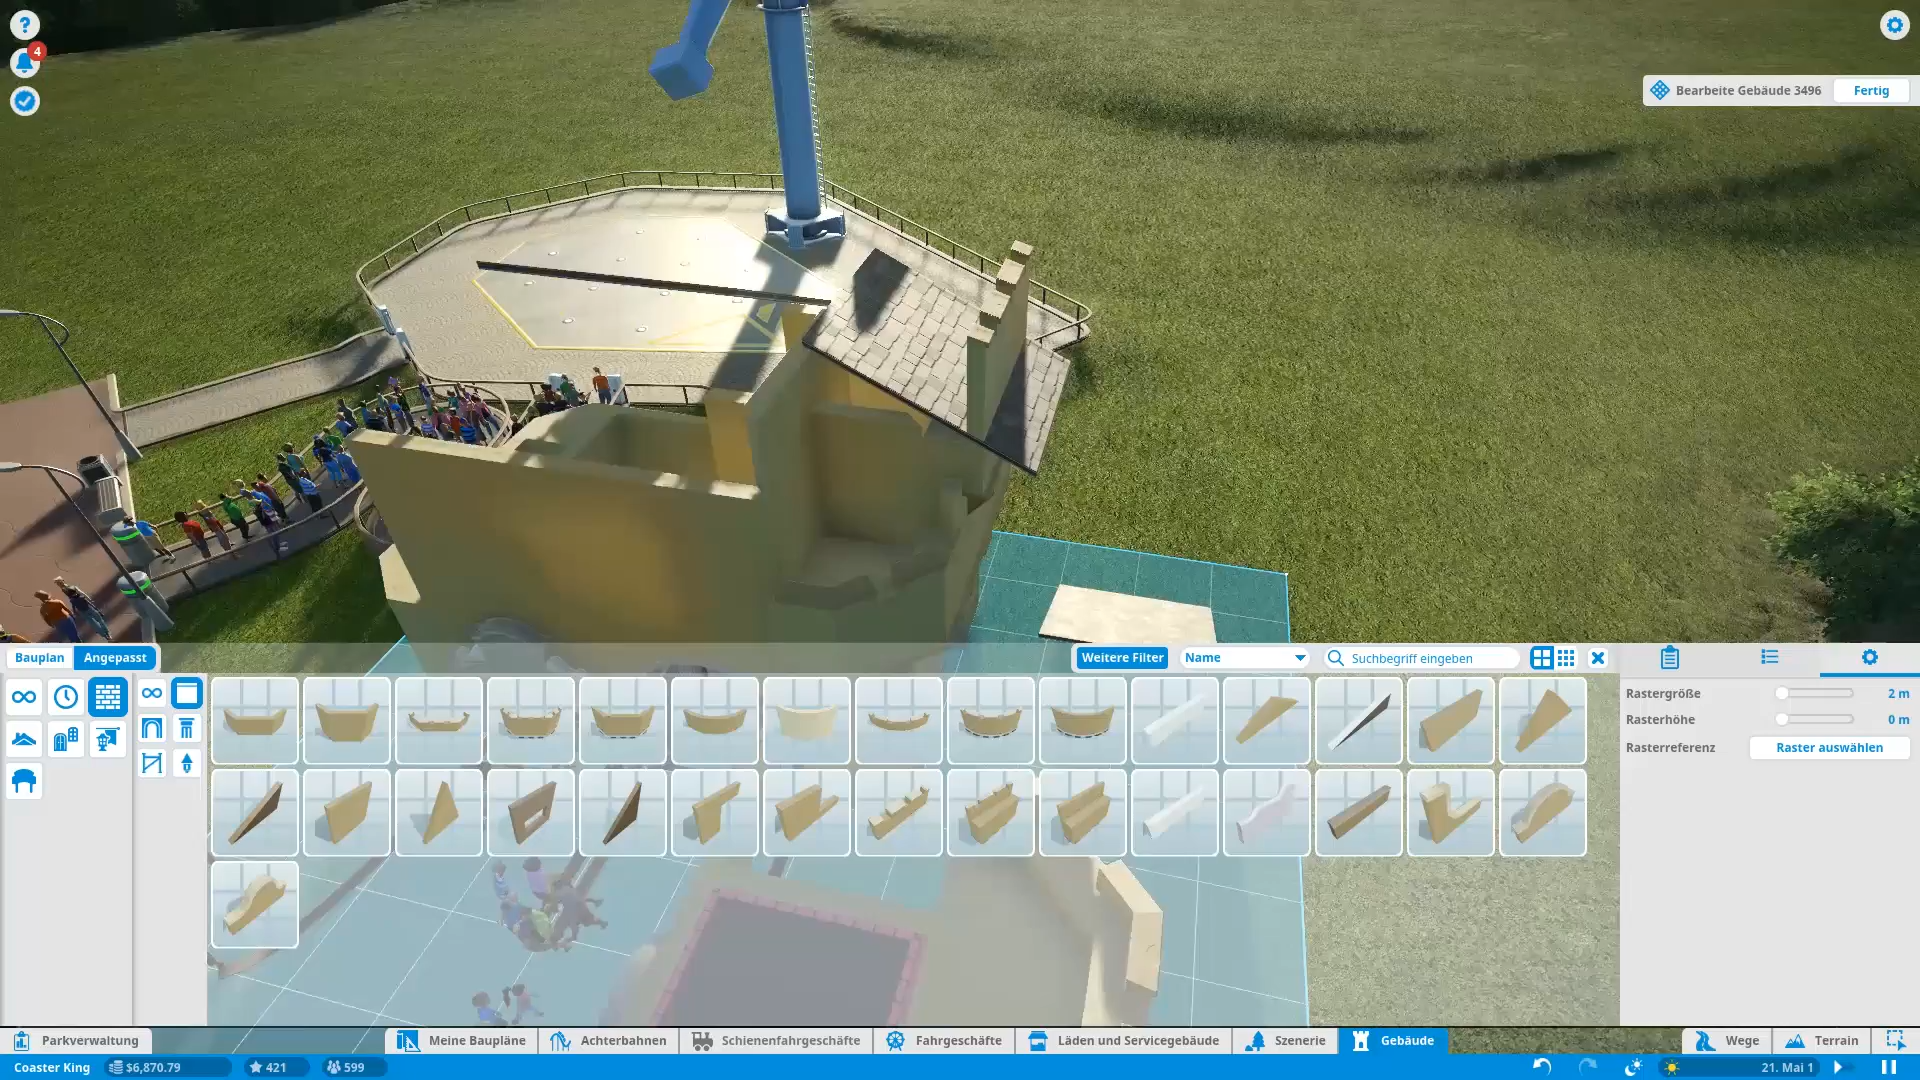 ?
4
Bearbeite Gebäude 3496
Fertig
Bauplan
Angepasst
Weitere Filter
Name
Suchbegriff eingeben
Rastergröße
2 m
Rasterhöhe
0 m
Rasterreferenz
Raster auswählen
Parkverwaltung
Meine Baupläne
Achterbahnen
Schienenfahrgeschäfte
Fahrgeschäfte
Läden und Servicegebäude
Szenerie
Gebäude
Wege
Terrain
Coaster King
$6,870.79
421
599
21. Mai 1